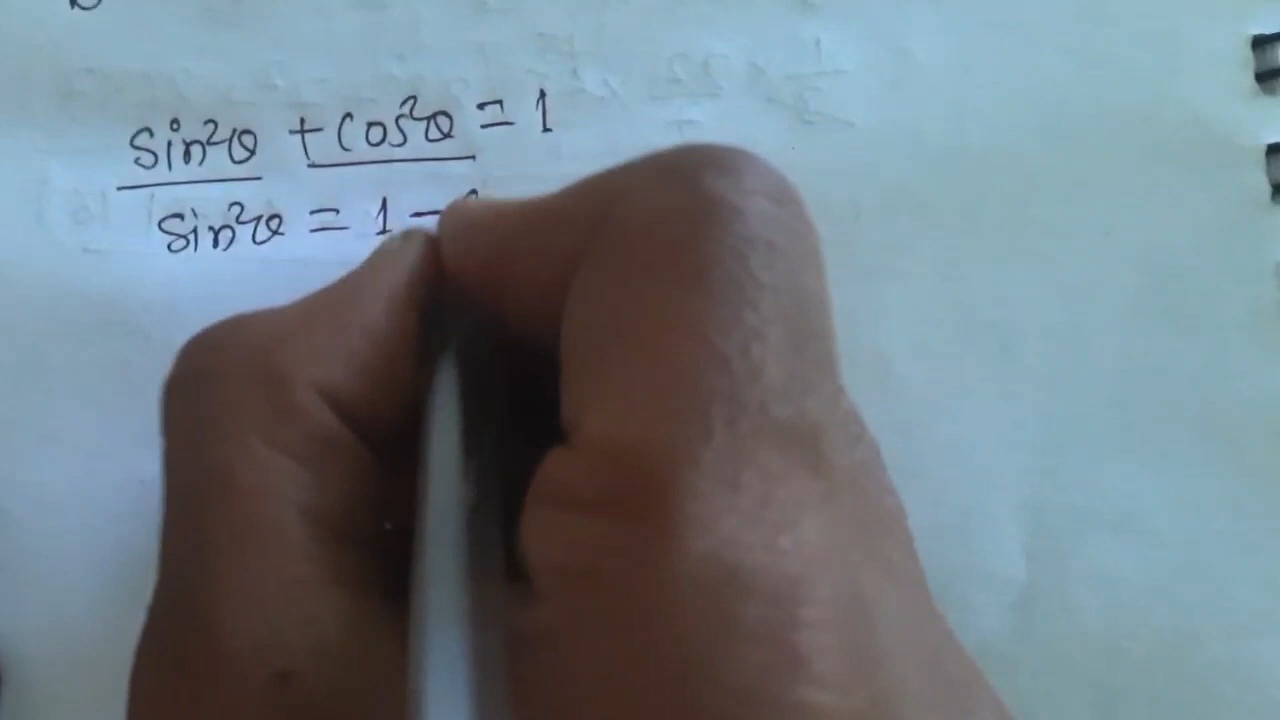 sin²θ + cos²θ = 1
sin²θ = 1 -